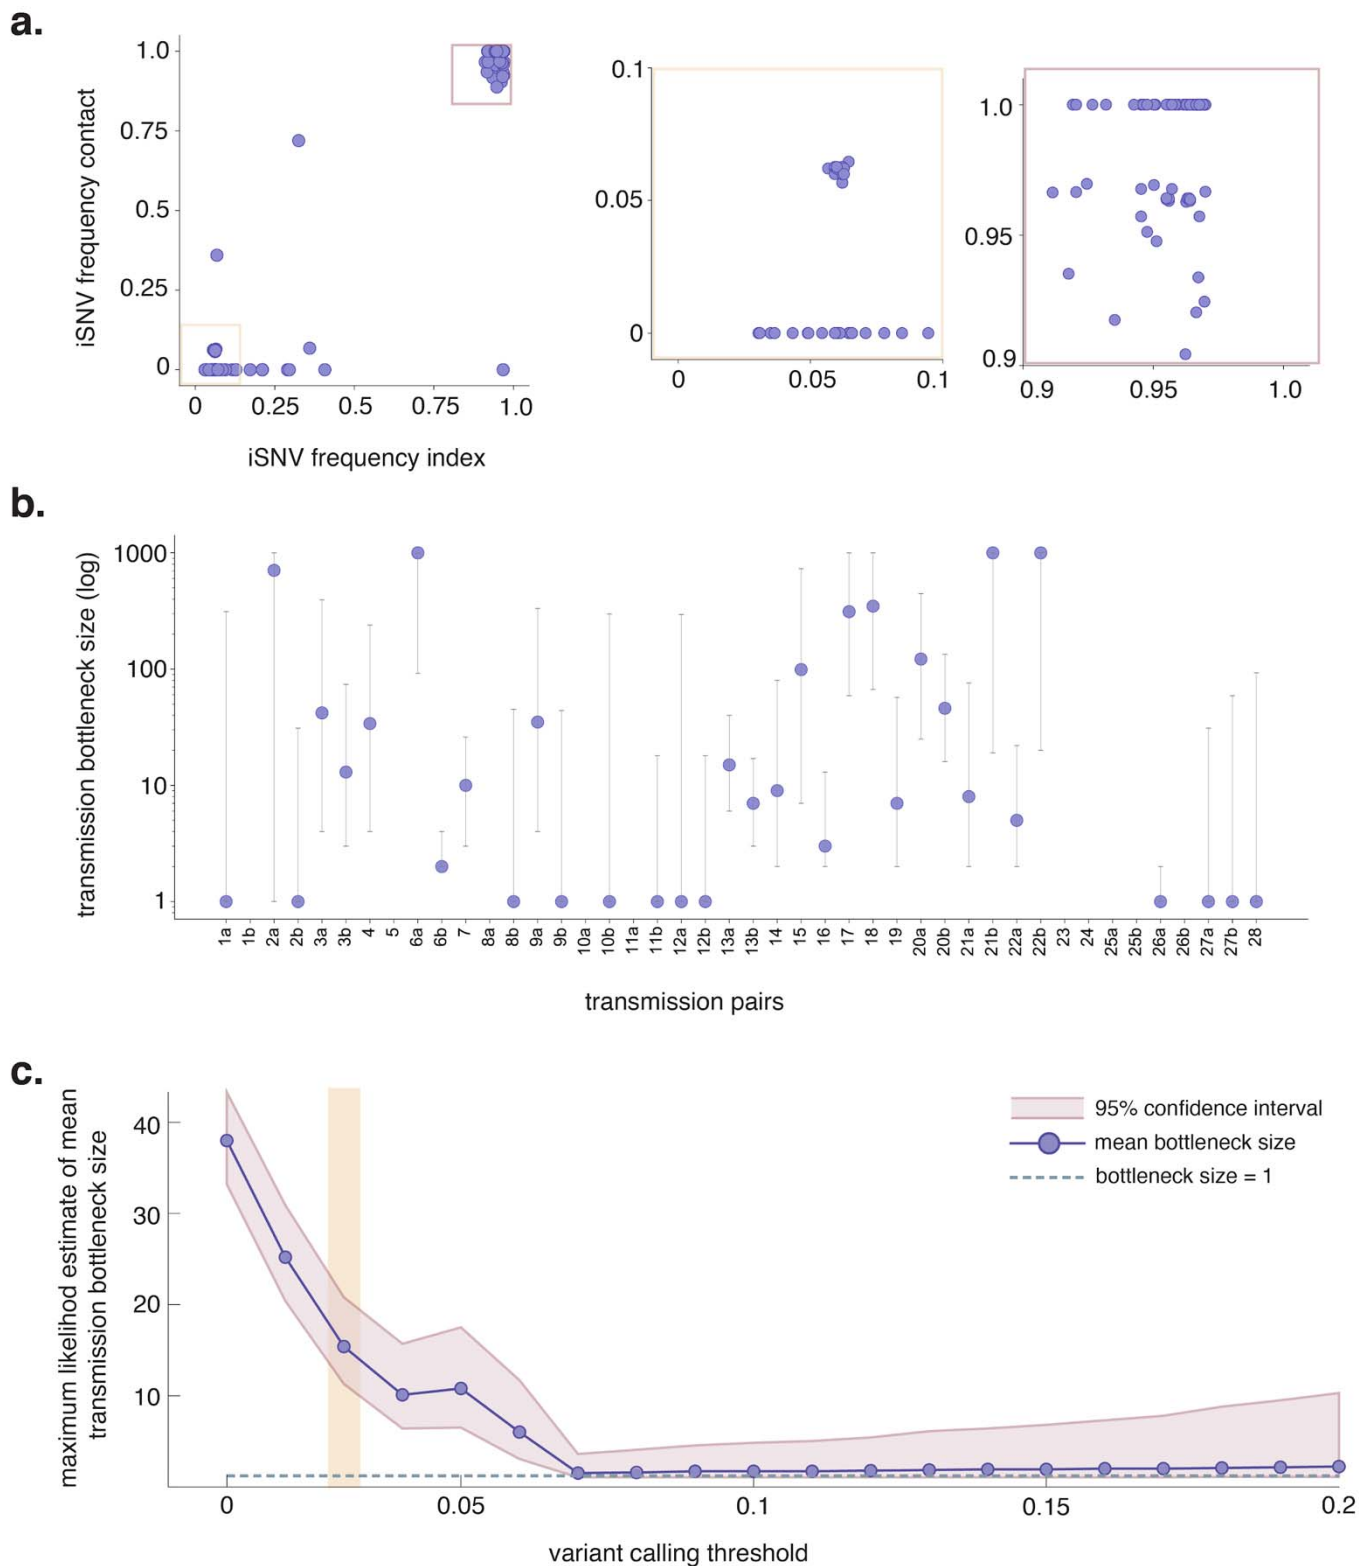 a.
iSNV frequency contact
1.0
0.75
0.5
0.25
0
0 0.25 0.5 0.75 1.0
iSNV frequency index
0.1
0.05
0
0 0.05 0.1
1.0
0.95
0.9
0.9 0.95 1.0
b.
transmission bottleneck size (log)
1000
100
10
1
1a 1b 2a 2b 3a 3b 4 5 6a 6b 7 8a 8b 9a 9b 10a 10b 11a 11b 12a 12b 13a 13b 14 15 16 17 18 19 20a 20b 21a 21b 22a 22b 23 24 25a 25b 26a 26b 27a 27b 28
transmission pairs
c.
maximum likelihod estimate of mean
transmission bottleneck size
40
30
20
10
0 0.05 0.1 0.15 0.2
variant calling threshold
95% confidence interval
mean bottleneck size
bottleneck size = 1